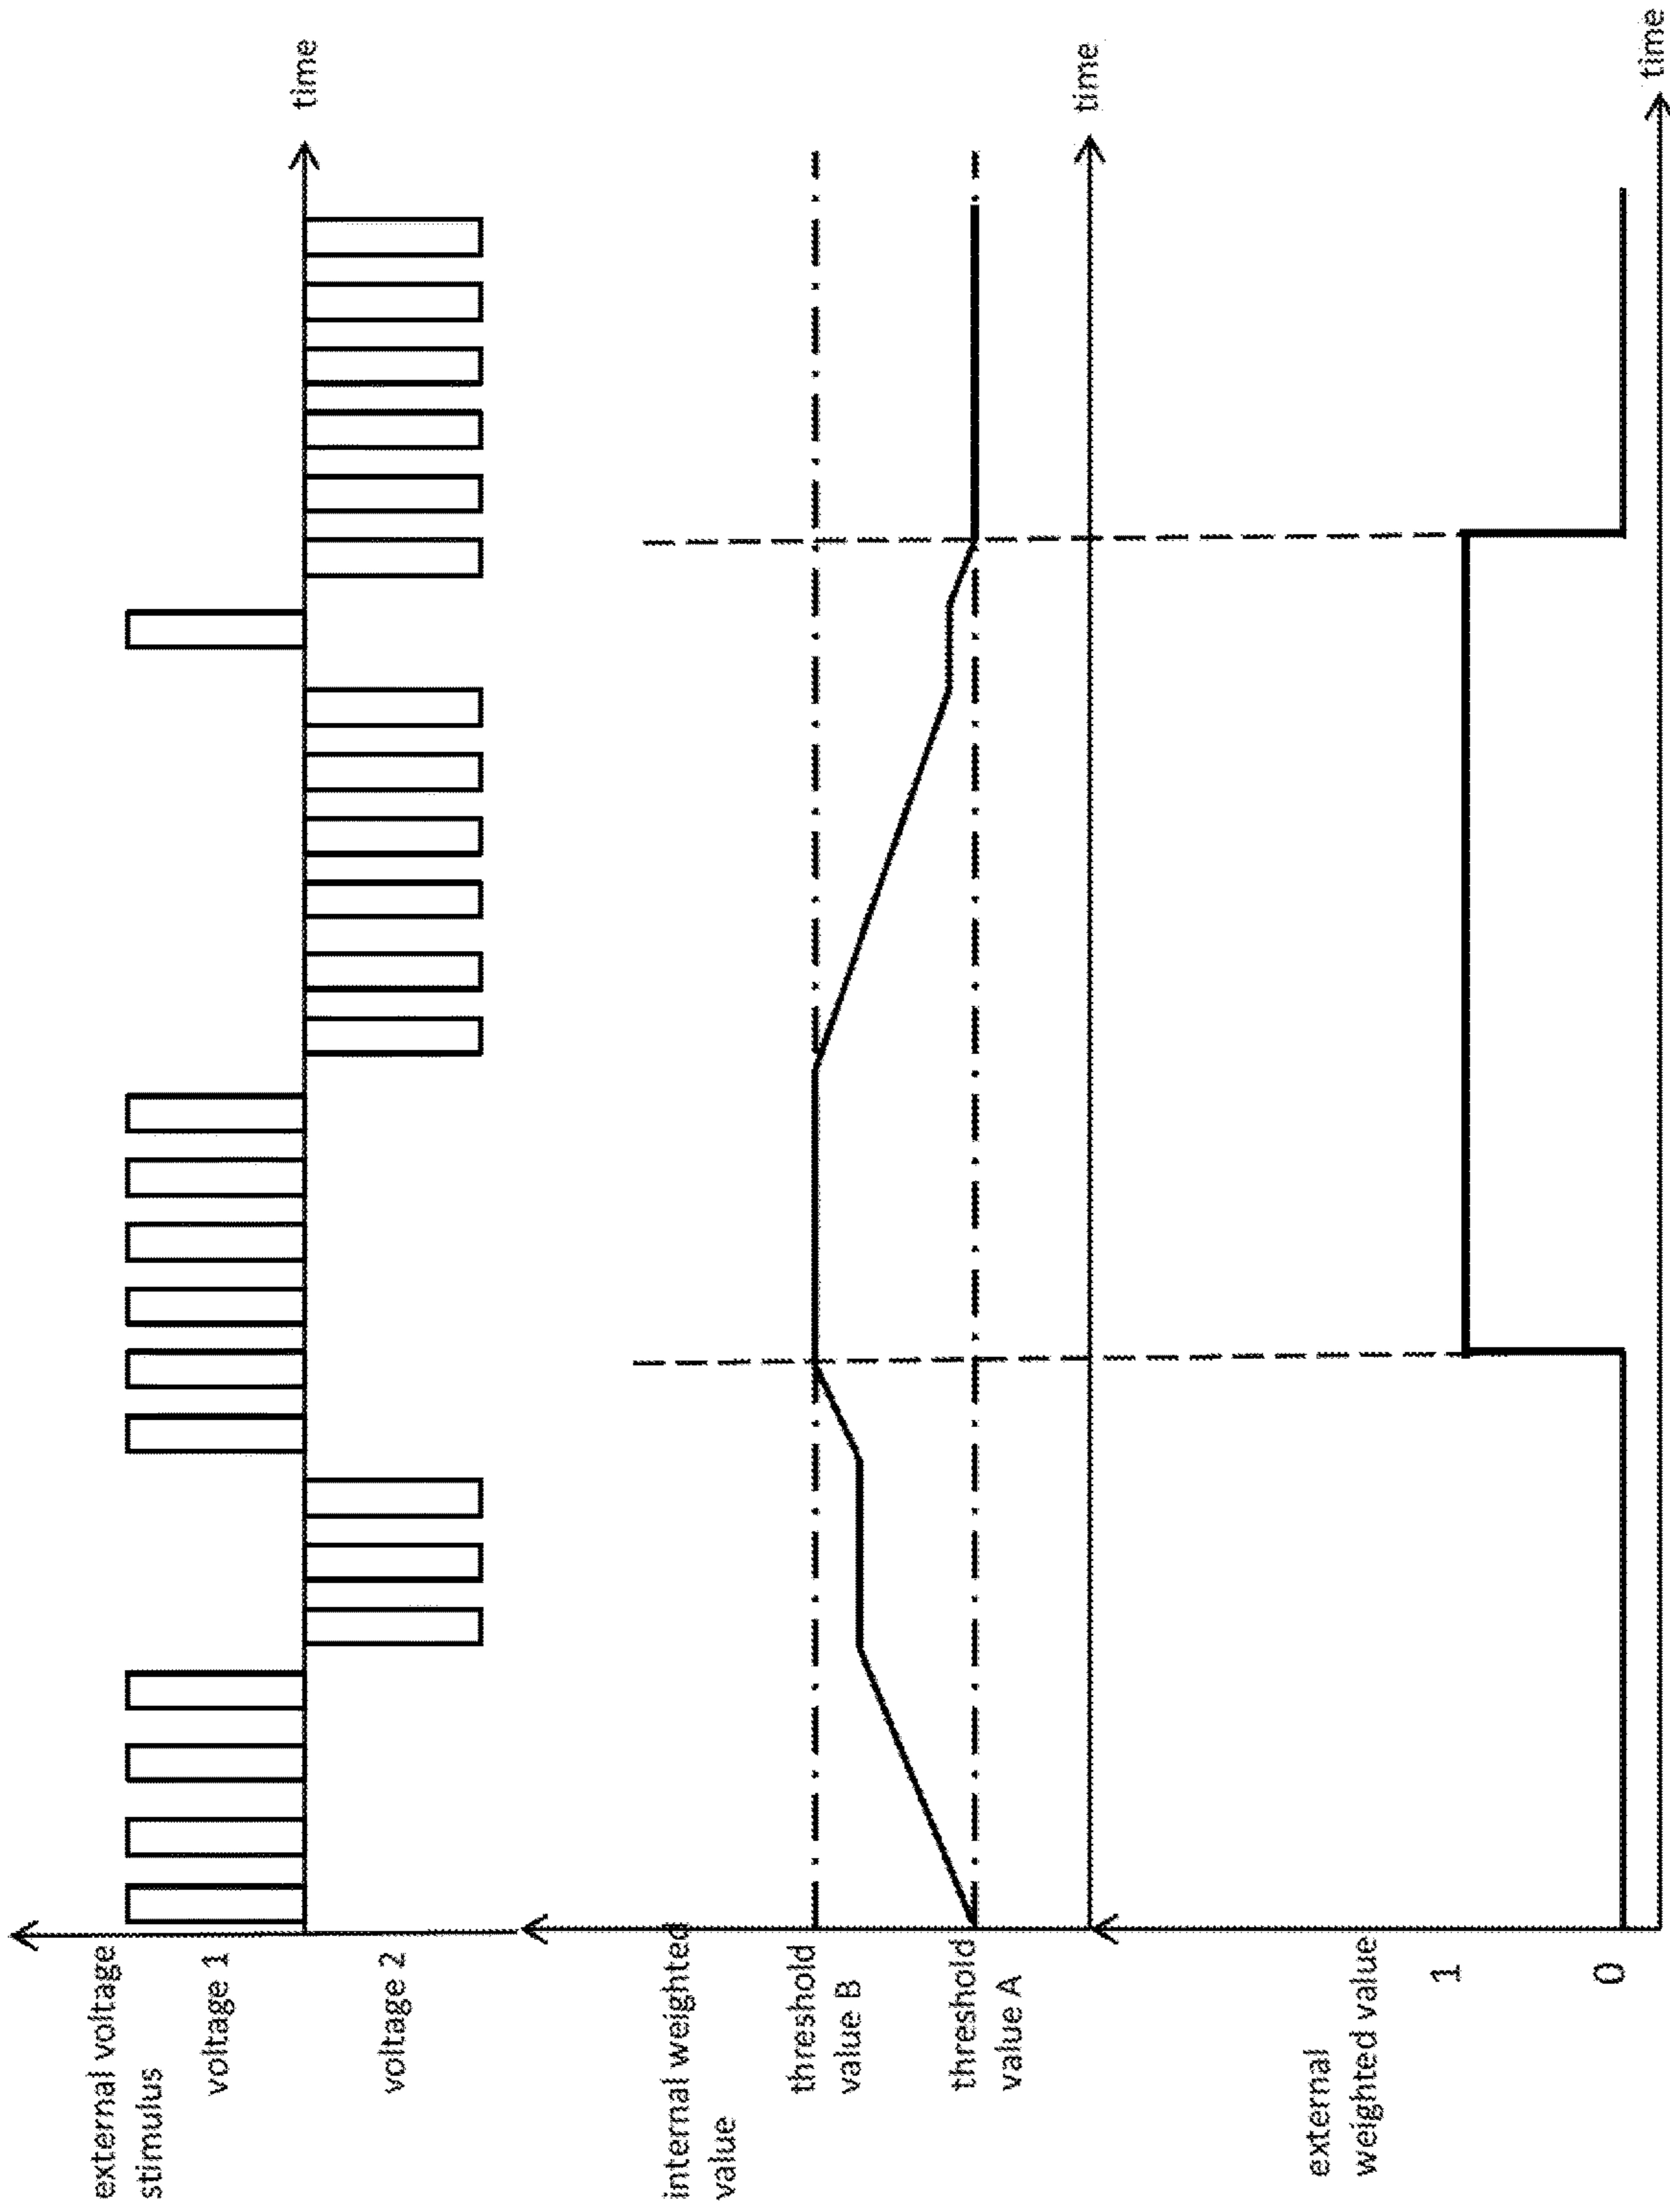 external voltage
stimulus
voltage 1
voltage 2
time
internal weighted
value
threshold
value B
threshold
value A
time
external
weighted value
1
0
time